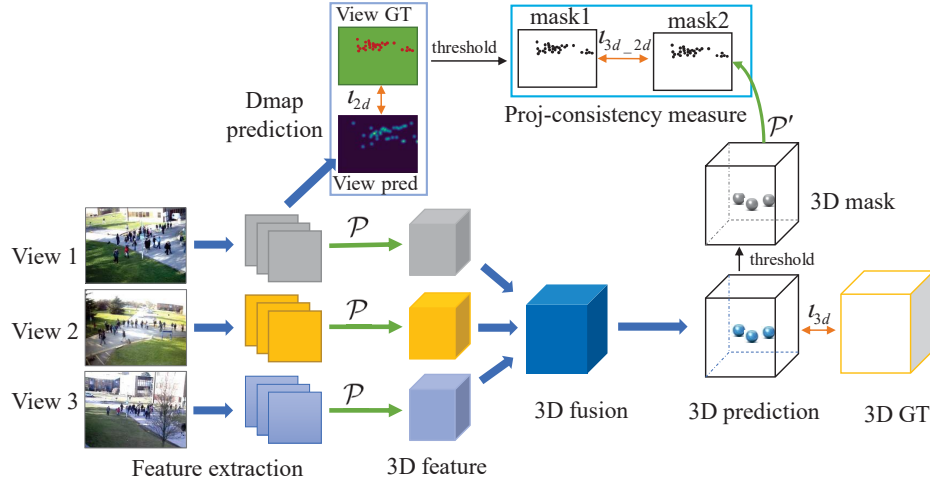 View GT
mask1
mask2
l3d_2d
threshold
l2d
Dmap
prediction
Proj-consistency measure
P′
View pred
3D mask
View 1
P
threshold
View 2
P
l3d
View 3
P
3D fusion
3D prediction
3D GT
Feature extraction
3D feature